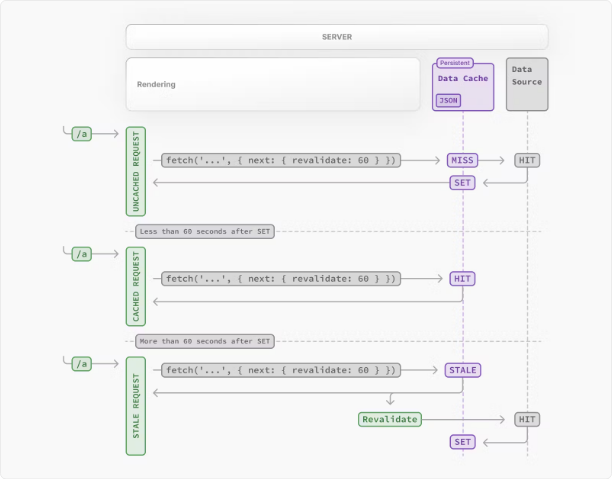 SERVER
Rendering
Persistent
Data Cache
JSON
Data
Source
/a
UNCACHED REQUEST
fetch('...', { next: { revalidate: 60 } })
MISS
HIT
SET
Less than 60 seconds after SET
/a
CACHED REQUEST
fetch('...', { next: { revalidate: 60 } })
HIT
More than 60 seconds after SET
/a
STALE REQUEST
fetch('...', { next: { revalidate: 60 } })
STALE
Revalidate
HIT
SET